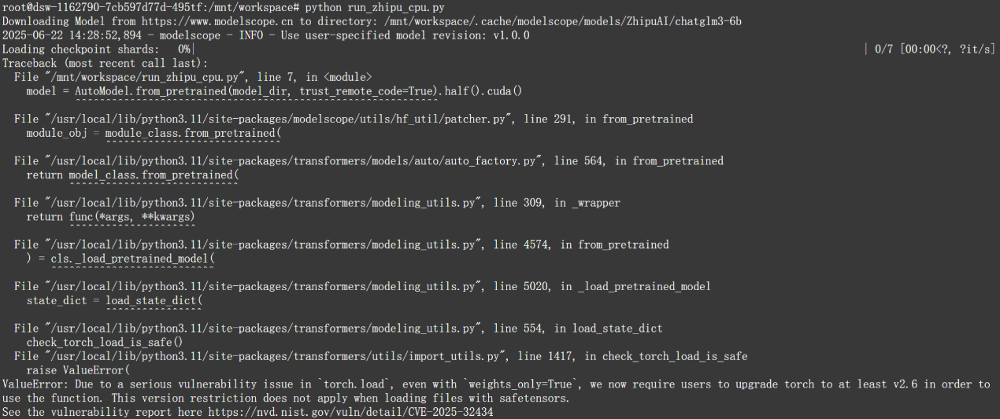 root@dsw-1162790-7cb597d77d-495tf:/mnt/workspace# python run_zhipu_cpu.py
Downloading Model from https://www.modelscope.cn to directory: /mnt/workspace/.cache/modelscope/models/ZhipuAI/chatglm3-6b
2025-06-22 14:28:52,894 - modelscope - INFO - Use user-specified model revision: v1.0.0
Loading checkpoint shards:   0%|          | 0/7 [00:00<?, ?it/s]
Traceback (most recent call last):
  File "/mnt/workspace/run_zhipu_cpu.py", line 7, in <module>
    model = AutoModel.from_pretrained(model_dir, trust_remote_code=True).half().cuda()
            ^^^^^^^^^^^^^^^^^^^^^^^^^^^^^^^^^^^^^^^^^^^^^^^^^^^^^^^^^^^^
  File "/usr/local/lib/python3.11/site-packages/modelscope/utils/hf_util/patcher.py", line 291, in from_pretrained
    module_obj = module_class.from_pretrained(
                 ^^^^^^^^^^^^^^^^^^^^^^^^^^^^^
  File "/usr/local/lib/python3.11/site-packages/transformers/models/auto/auto_factory.py", line 564, in from_pretrained
    return model_class.from_pretrained(
           ^^^^^^^^^^^^^^^^^^^^^^^^^^^^
  File "/usr/local/lib/python3.11/site-packages/transformers/modeling_utils.py", line 309, in _wrapper
    return func(*args, **kwargs)
           ^^^^^^^^^^^^^^^^^^^^^
  File "/usr/local/lib/python3.11/site-packages/transformers/modeling_utils.py", line 4574, in from_pretrained
    ) = cls._load_pretrained_model(
        ^^^^^^^^^^^^^^^^^^^^^^^^^^^
  File "/usr/local/lib/python3.11/site-packages/transformers/modeling_utils.py", line 5020, in _load_pretrained_model
    state_dict = load_state_dict(
                 ^^^^^^^^^^^^^^^^
  File "/usr/local/lib/python3.11/site-packages/transformers/modeling_utils.py", line 554, in load_state_dict
    check_torch_load_is_safe()
  File "/usr/local/lib/python3.11/site-packages/transformers/utils/import_utils.py", line 1417, in check_torch_load_is_safe
    raise ValueError(
ValueError: Due to a serious vulnerability issue in `torch.load`, even with `weights_only=True`, we now require users to upgrade torch to at least v2.6 in order to
use the function. This version restriction does not apply when loading files with safetensors.
See the vulnerability report here https://nvd.nist.gov/vuln/detail/CVE-2025-32434